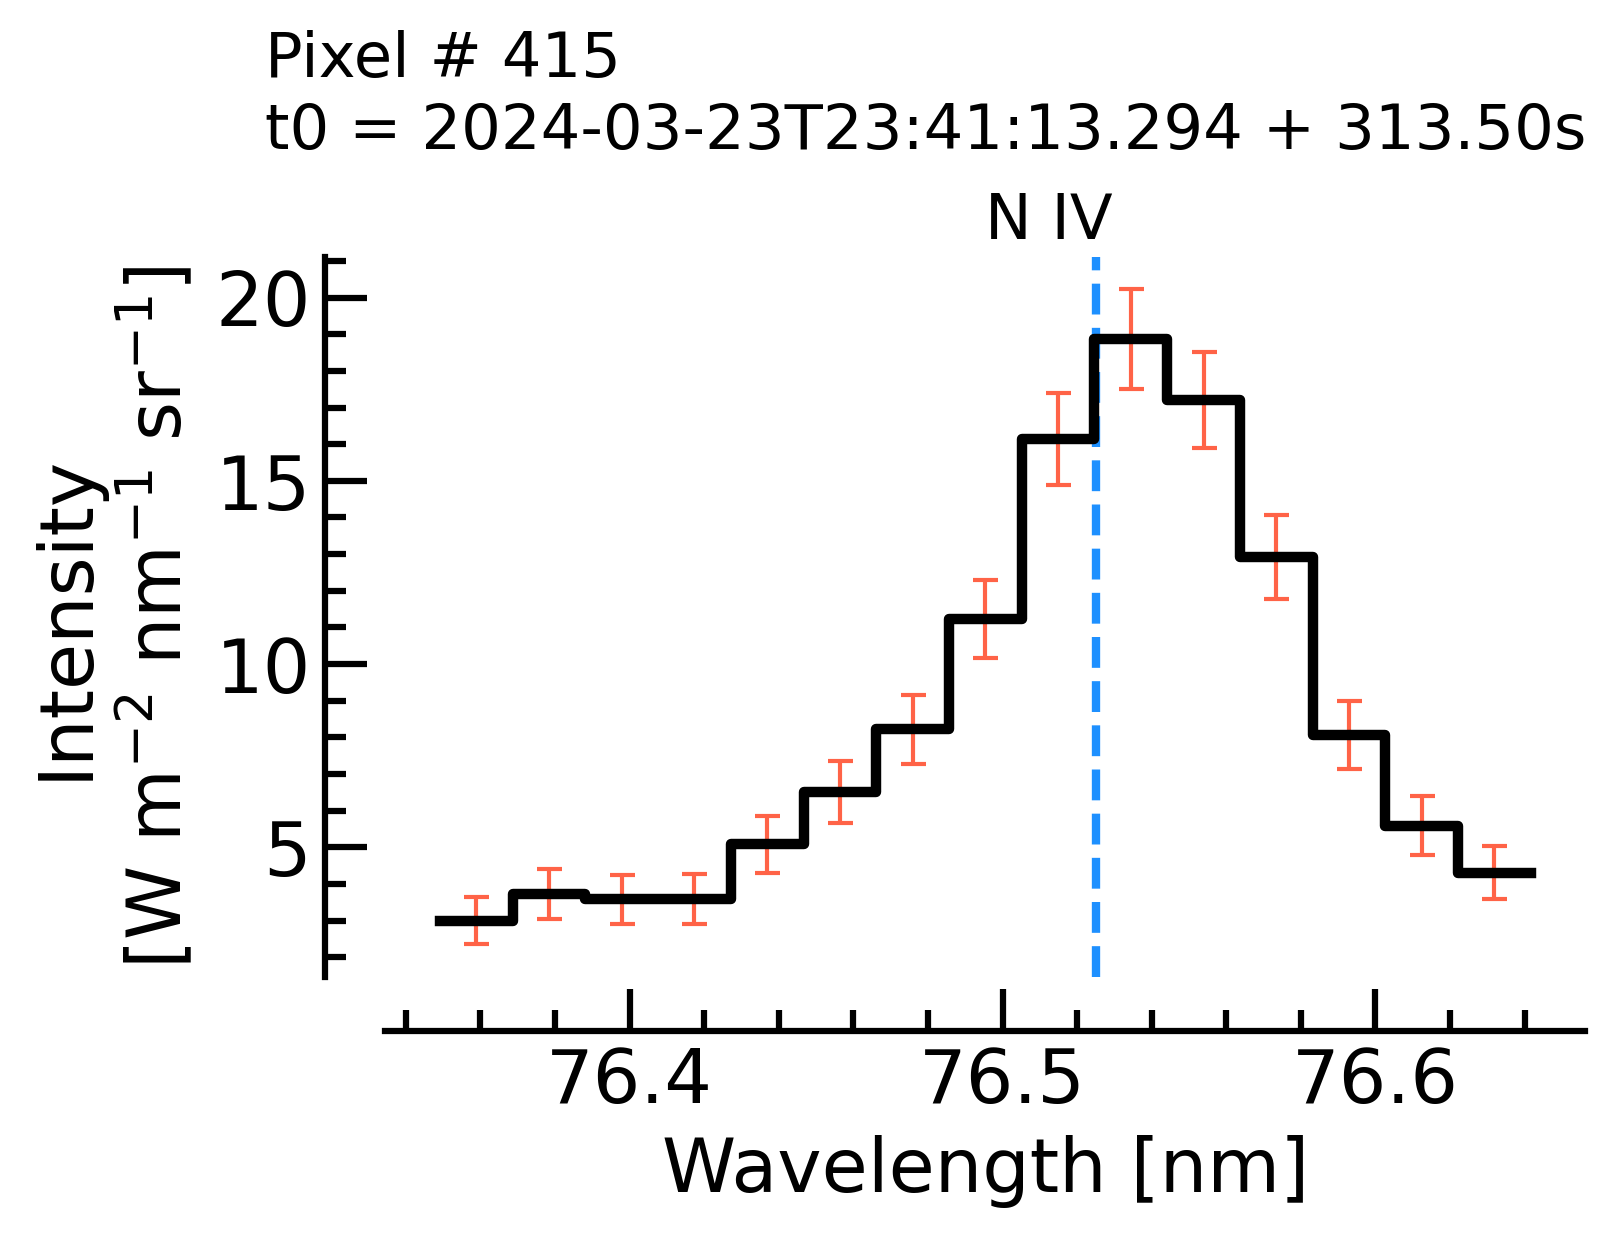 Pixel # 415
t0 = 2024-03-23T23:41:13.294 + 313.50s
N IV
Intensity
[W m⁻² nm⁻¹ sr⁻¹]
20
15
10
5
76.4 76.5 76.6
Wavelength [nm]